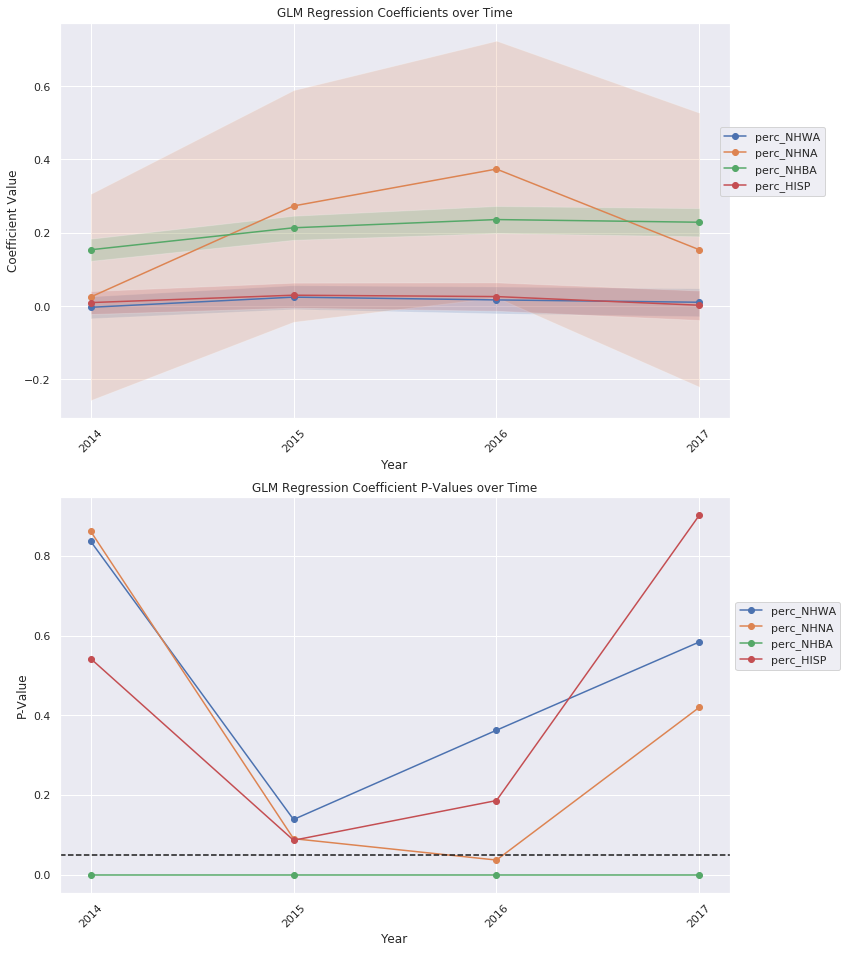 GLM Regression Coefficients over Time
Coefficient Value
0.6
0.4
0.2
0.0
−0.2
2014
2015
2016
2017
Year
perc_NHWA
perc_NHNA
perc_NHBA
perc_HISP
GLM Regression Coefficient P-Values over Time
P-Value
0.8
0.6
0.4
0.2
0.0
2014
2015
2016
2017
Year
perc_NHWA
perc_NHNA
perc_NHBA
perc_HISP